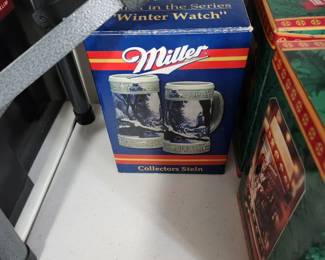 in the Series
"Winter Watch"
Miller
Collectors Stein